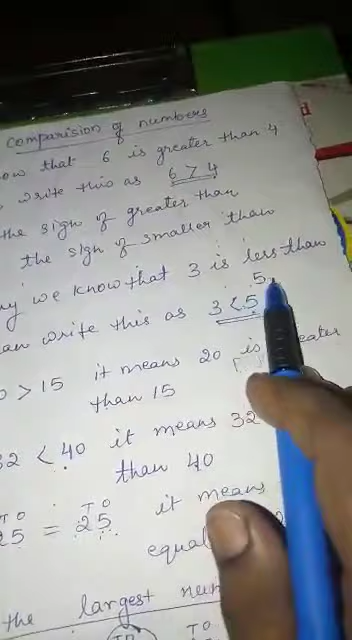 comparision of numbers
that 6 is greater than 4
write this as 6 > 4
the sign of greater than
the sign of smaller than
we know that 3 is less than
5
write this as 3 < 5
> 15 it means 20 is
than 15
32 < 40 it means 32
than 40
T O T O
25 = 25 it means
equal
the largest